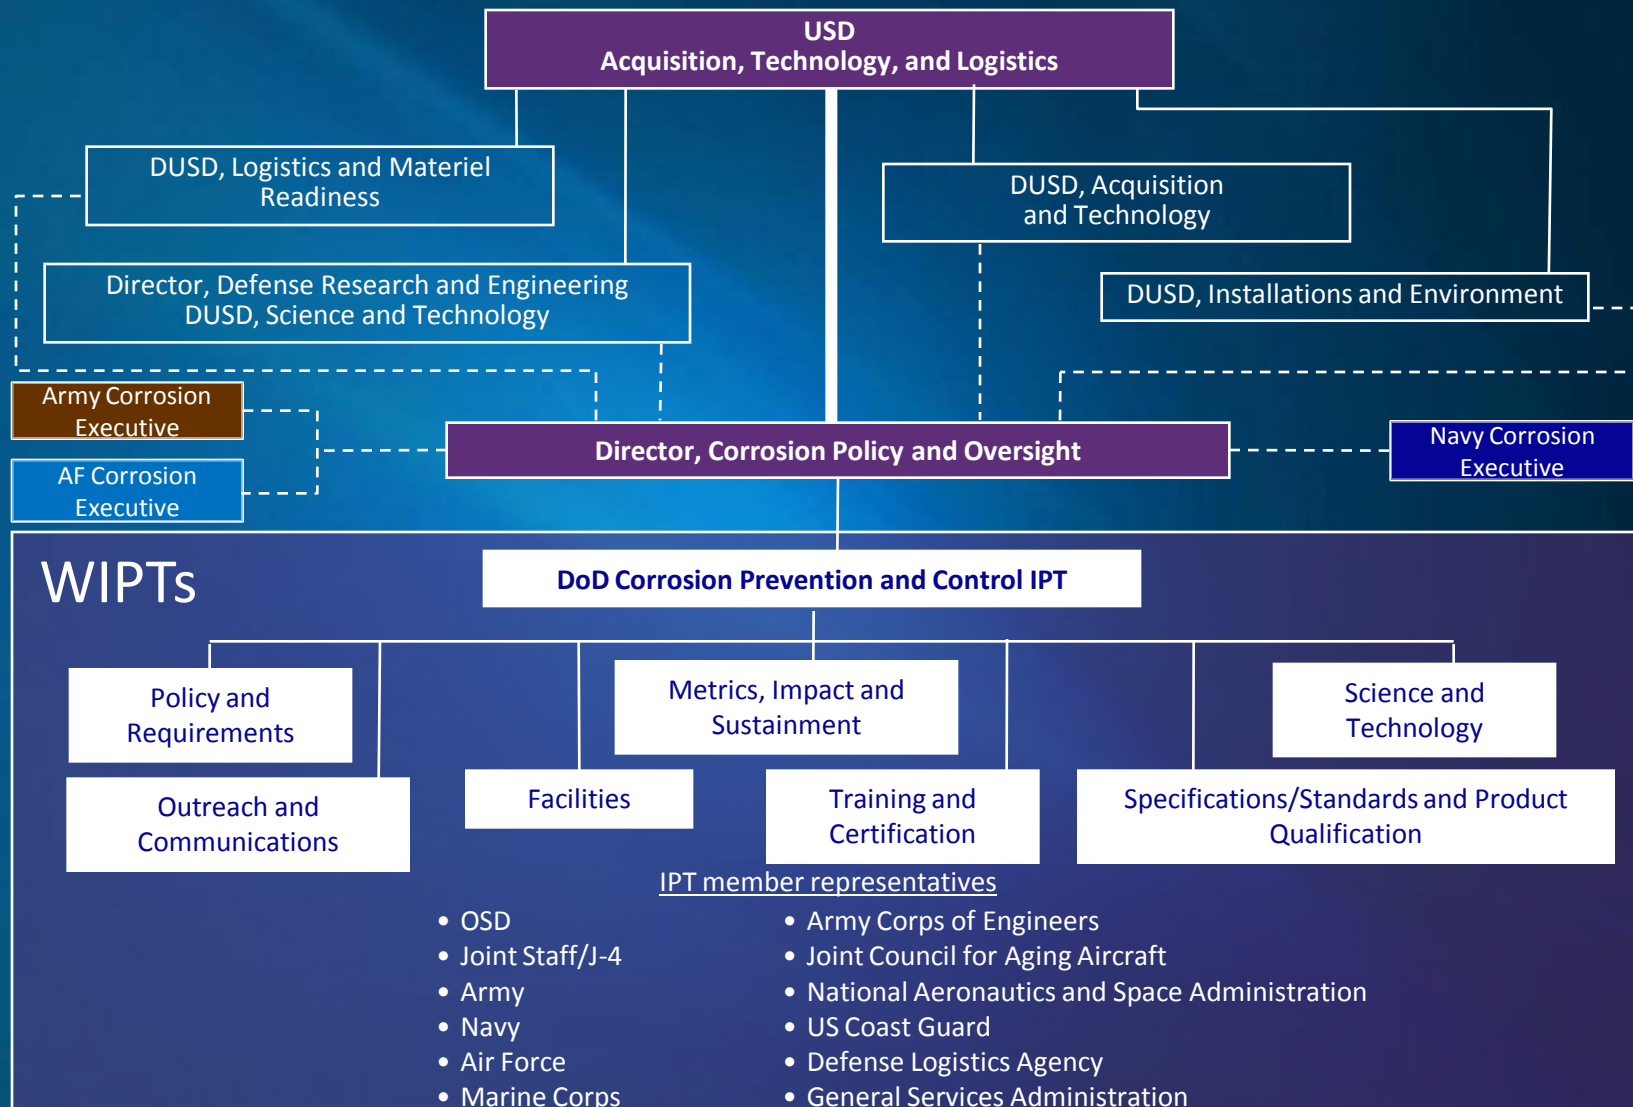 USD
Acquisition, Technology, and Logistics
DUSD, Logistics and Materiel
Readiness
DUSD, Acquisition
and Technology
Director, Defense Research and Engineering
DUSD, Science and Technology
DUSD, Installations and Environment
Army Corrosion
Executive
AF Corrosion
Executive
Director, Corrosion Policy and Oversight
Navy Corrosion
Executive
WIPTs
DoD Corrosion Prevention and Control IPT
Policy and
Requirements
Metrics, Impact and
Sustainment
Science and
Technology
Outreach and
Communications
Facilities
Training and
Certification
Specifications/Standards and Product
Qualification
IPT member representatives
• OSD
• Joint Staff/J-4
• Army
• Navy
• Air Force
• Marine Corps
• Army Corps of Engineers
• Joint Council for Aging Aircraft
• National Aeronautics and Space Administration
• US Coast Guard
• Defense Logistics Agency
• General Services Administration